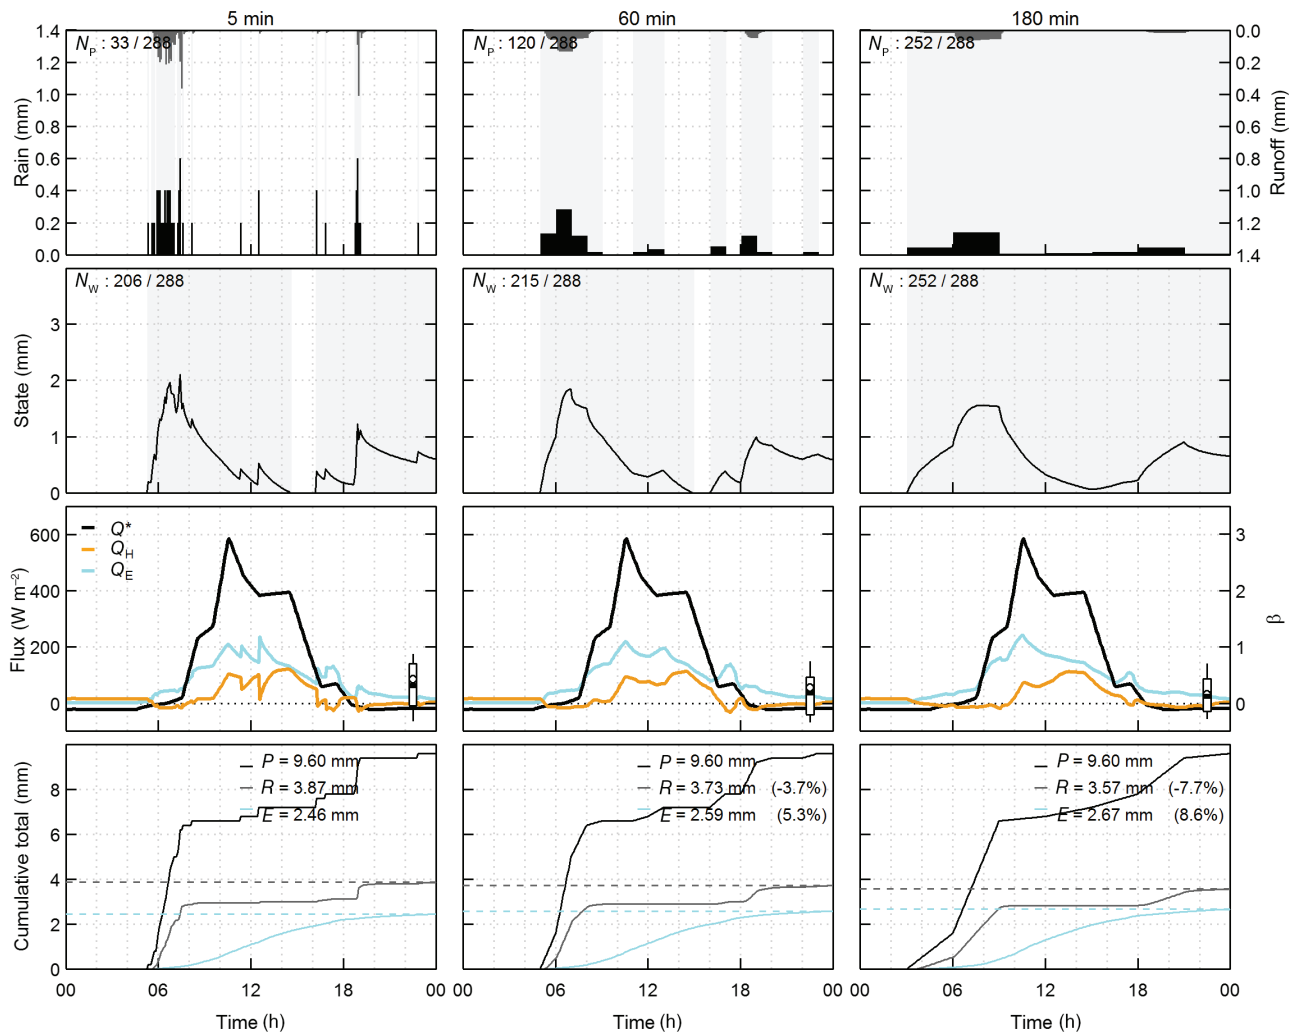 5 min
60 min
180 min
Rain (mm)
1.4
1.2
1.0
0.8
0.6
0.4
0.2
0.0
N_P : 33 / 288
N_P : 120 / 288
N_P : 252 / 288
0.0
0.2
0.4
0.6
0.8
1.0
1.2
1.4
Runoff (mm)
State (mm)
3
2
1
0
N_W : 206 / 288
N_W : 215 / 288
N_W : 252 / 288
Flux (W m−2)
600
400
200
0
Q*
Q_H
Q_E
3
2
1
0
β
Cumulative total (mm)
8
6
4
2
0
P = 9.60 mm
R = 3.87 mm
E = 2.46 mm
P = 9.60 mm
R = 3.73 mm (-3.7%)
E = 2.59 mm (5.3%)
P = 9.60 mm
R = 3.57 mm (-7.7%)
E = 2.67 mm (8.6%)
00 06 12 18 00 06 12 18 00 06 12 18 00
Time (h)
Time (h)
Time (h)